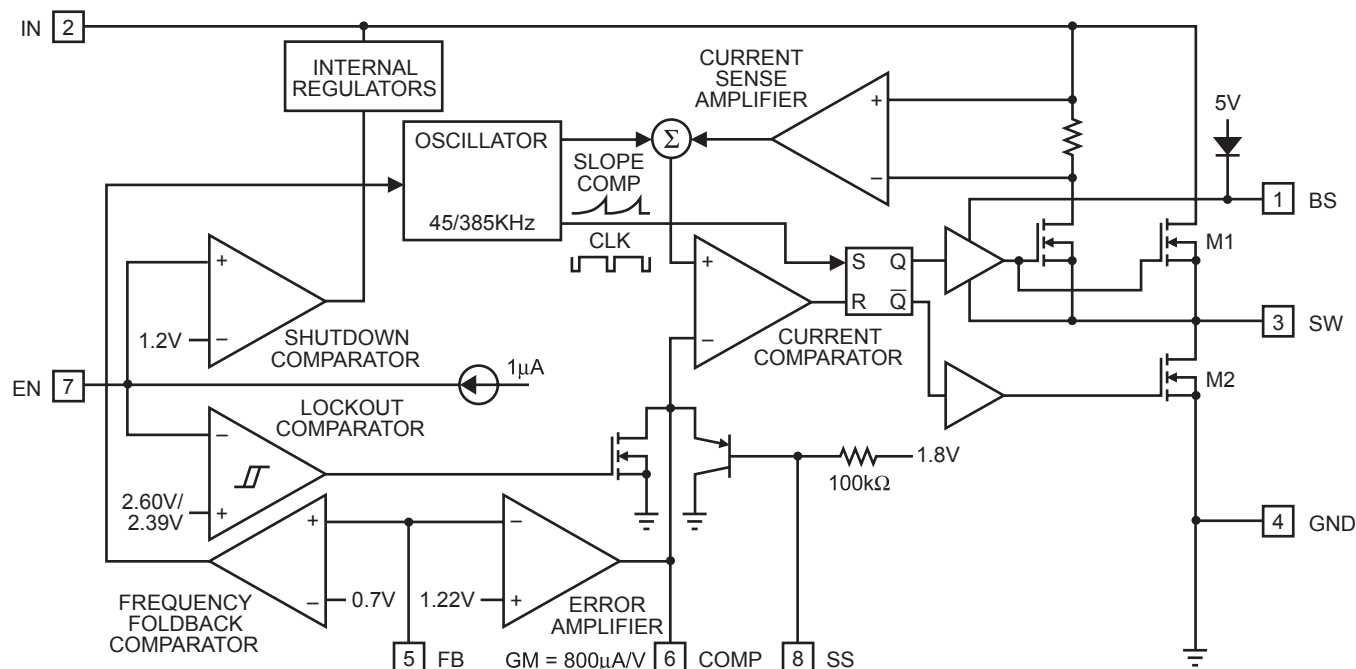 IN 2
INTERNAL
REGULATORS
CURRENT
SENSE
AMPLIFIER
+
–
5V
OSCILLATOR
45/385KHz
Σ
SLOPE
COMP
CLK
1 BS
+
–
1.2V
SHUTDOWN
COMPARATOR
+
–
CURRENT
COMPARATOR
S Q
R Q̅
M1
3 SW
M2
EN 7
1µA
LOCKOUT
COMPARATOR
–
+
2.60V/
2.39V
1.8V
100kΩ
4 GND
+
–
0.7V
FREQUENCY
FOLDBACK
COMPARATOR
–
+
1.22V
ERROR
AMPLIFIER
5 FB
GM = 800µA/V
6 COMP
8 SS